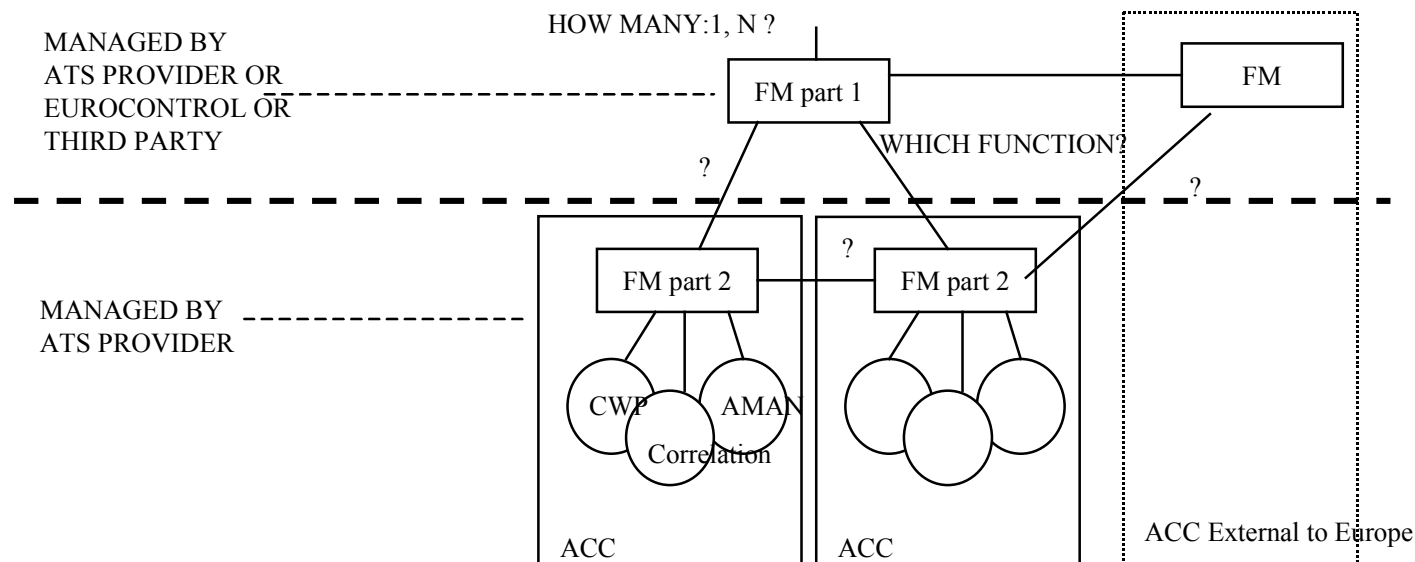 HOW MANY:1, N ?
MANAGED BY
ATS PROVIDER OR
EUROCONTROL OR
THIRD PARTY
FM part 1
FM
WHICH FUNCTION?
?
?
?
FM part 2
FM part 2
MANAGED BY
ATS PROVIDER
CWP
AMAN
Correlation
ACC
ACC
ACC External to Europe